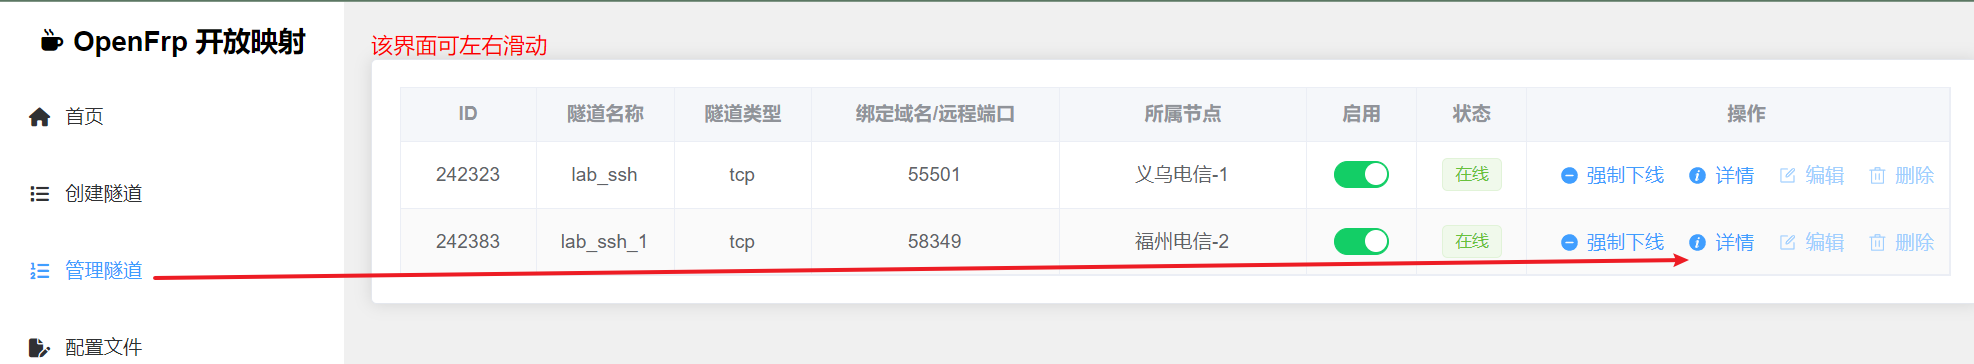 OpenFrp 开放映射
首页
创建隧道
管理隧道
配置文件
该界面可左右滑动
ID 隧道名称 隧道类型 绑定域名/远程端口 所属节点 启用 状态 操作
242323 lab_ssh tcp 55501 义乌电信-1 在线 强制下线 详情 编辑 删除
242383 lab_ssh_1 tcp 58349 福州电信-2 在线 强制下线 详情 编辑 删除